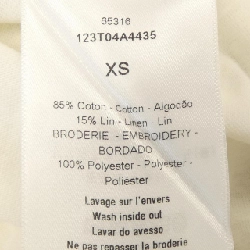 95316
123T04A4435
XS
85% Coton - Cotton - Algodão
15% Lin - Linen - Lin
BRODERIE - EMBROIDERY -
BORDADO
100% Polyester - Polyester -
Poliéster
Lavage sur l'envers
Wash inside out
Lavar do avesso
Ne pas repasser la broderie